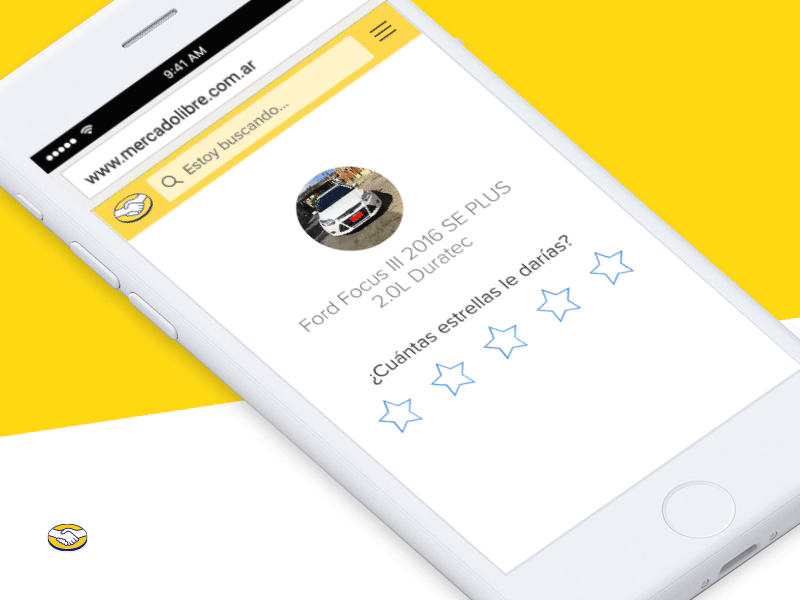 9:41 AM
www.mercadolibre.com.ar
Estoy buscando...
Ford Focus III 2016 SE PLUS
2.0L Duratec
¿Cuántas estrellas le darías?